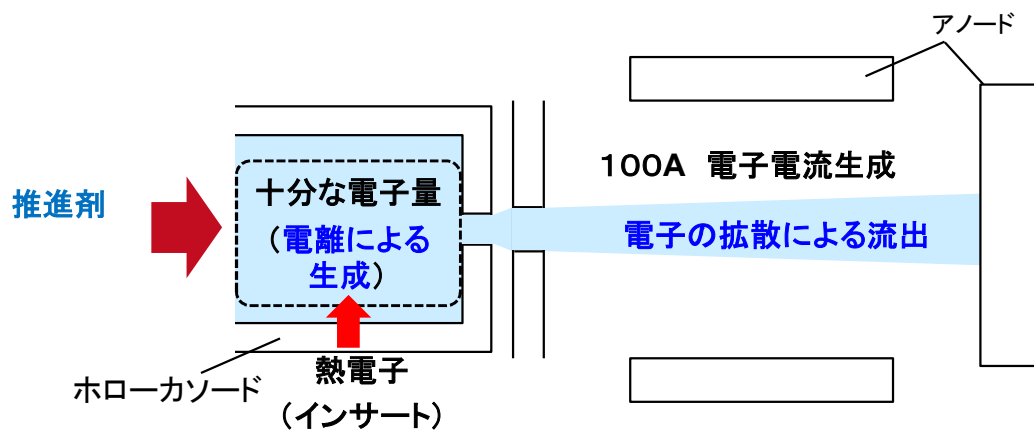 アノード
推進剤
十分な電子量
（電離による
生成）
100A 電子電流生成
電子の拡散による流出
熱電子
（インサート）
ホローカソード